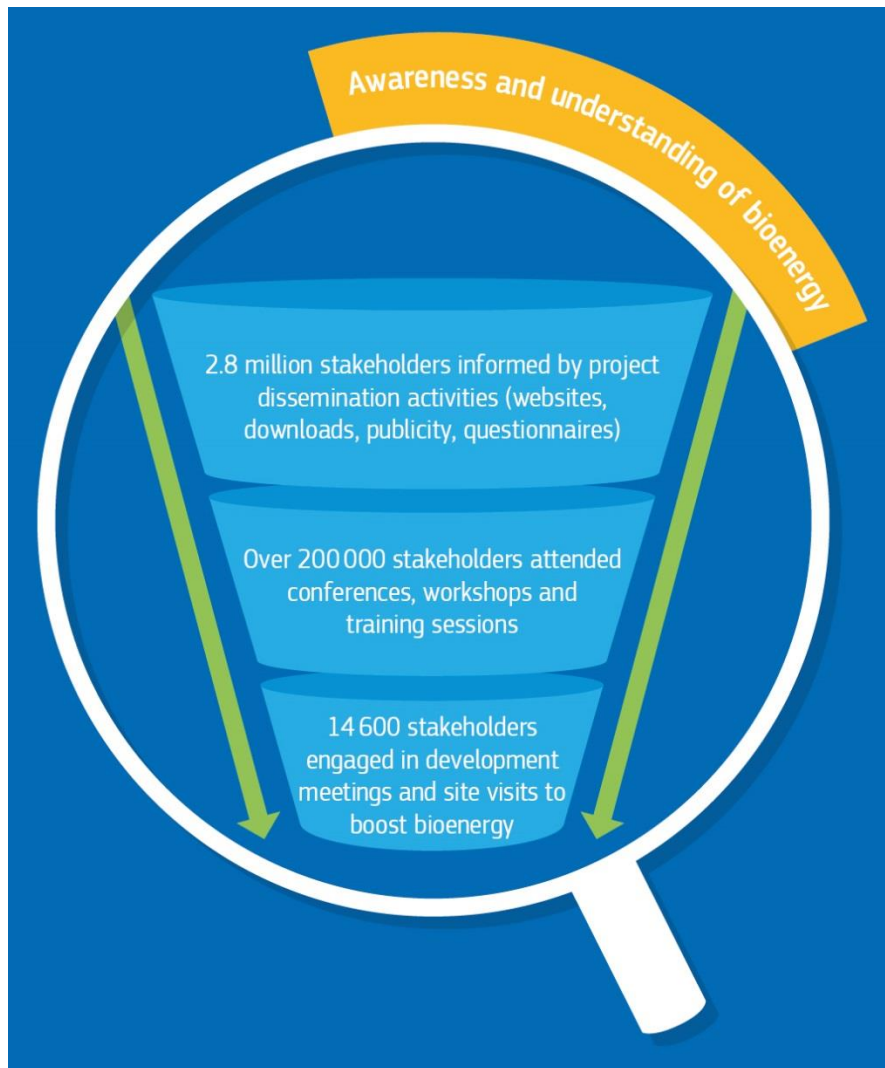 Awareness and understanding of bioenergy
2.8 million stakeholders informed by project
dissemination activities (websites,
downloads, publicity, questionnaires)
Over 200 000 stakeholders attended
conferences, workshops and
training sessions
14 600 stakeholders
engaged in development
meetings and site visits to
boost bioenergy